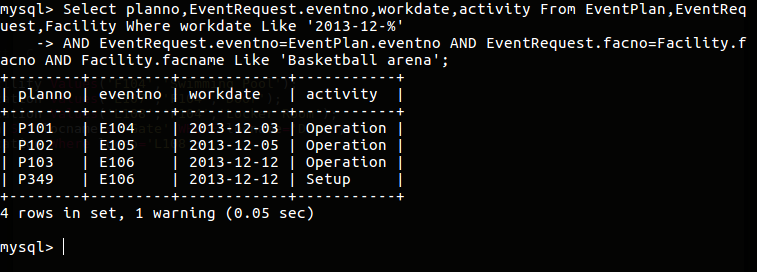 mysql> Select planno,EventRequest.eventno,workdate,activity From EventPlan,EventReq
uest,Facility Where workdate Like '2013-12-%'
    -> AND EventRequest.eventno=EventPlan.eventno AND EventRequest.facno=Facility.f
acno AND Facility.facname Like 'Basketball arena';
+--------+---------+------------+-----------+
| planno | eventno | workdate   | activity  |
+--------+---------+------------+-----------+
| P101   | E104    | 2013-12-03 | Operation |
| P102   | E105    | 2013-12-05 | Operation |
| P103   | E106    | 2013-12-12 | Operation |
| P349   | E106    | 2013-12-12 | Setup     |
+--------+---------+------------+-----------+
4 rows in set, 1 warning (0.05 sec)
mysql>